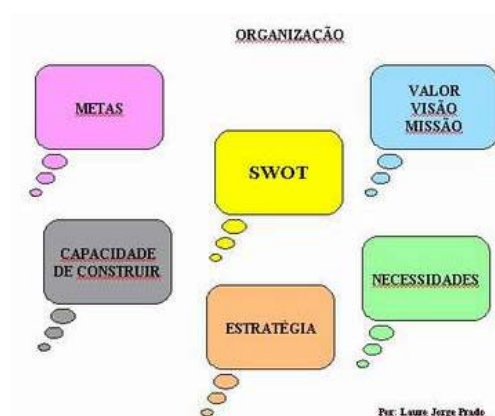 ORGANIZAÇÃO
METAS
VALOR
VISÃO
MISSÃO
SWOT
CAPACIDADE
DE CONSTRUIR
NECESSIDADES
ESTRATÉGIA
Por: Lauro Jorge Prado